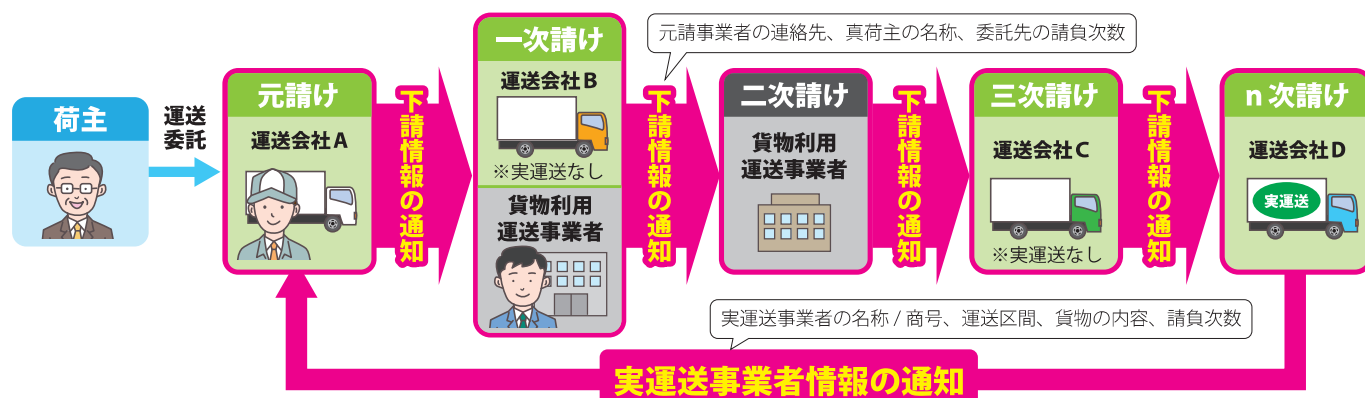 荷主
運送
委託
元請け
運送会社A
下請情報の通知
一次請け
運送会社B
※実運送なし
貨物利用
運送事業者
元請事業者の連絡先、真荷主の名称、委託先の請負次数
下請情報の通知
二次請け
貨物利用
運送事業者
下請情報の通知
三次請け
運送会社C
※実運送なし
下請情報の通知
n次請け
運送会社D
実運送
実運送事業者の名称/商号、運送区間、貨物の内容、請負次数
実運送事業者情報の通知